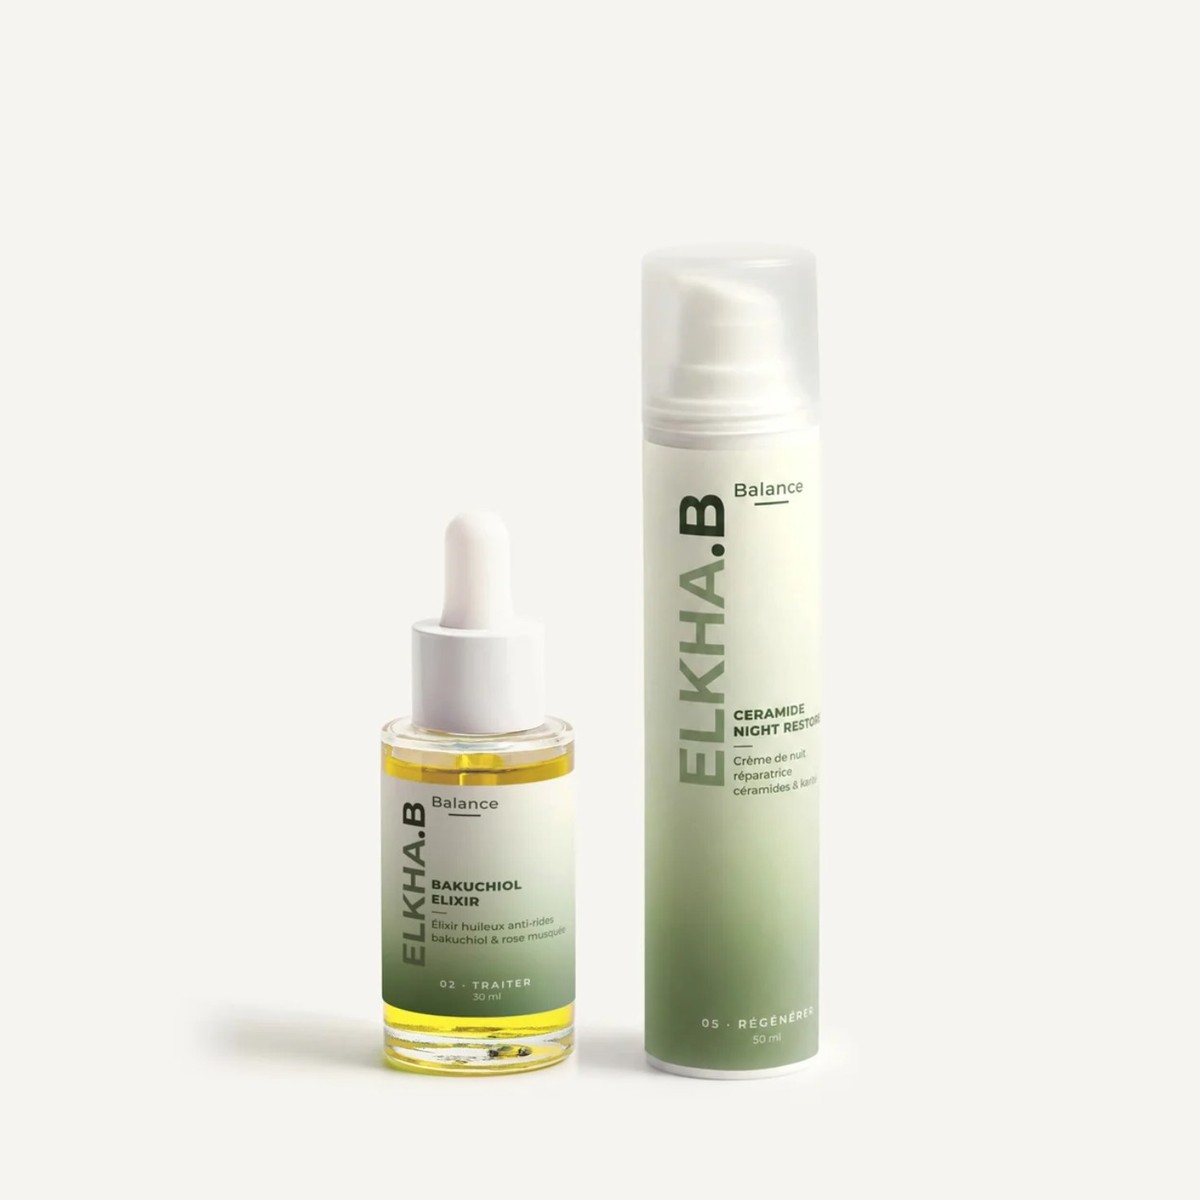 Balance
ELKHA.B
BAKUCHIOL
ELIXIR
Élixir huileux anti-rides
bakuchiol & rose musquée
02 · TRAITER
30 ml
Balance
ELKHA.B
CERAMIDE
NIGHT RESTORE
Crème de nuit
réparatrice
céramides &
05 · RÉGÉNÉRER
50 ml